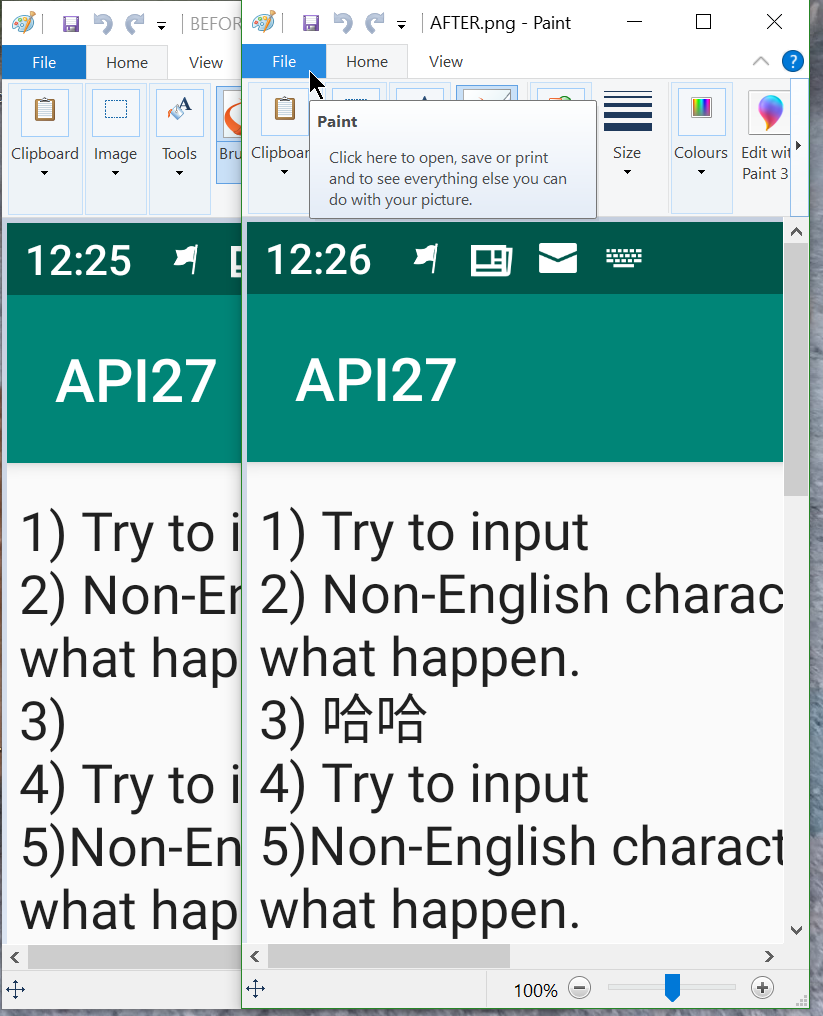 BEFOR
File Home View
Clipboard Image Tools Bru
12:25
API27
1) Try to i
2) Non-En
what hap
3)
4) Try to i
5)Non-En
what hap
AFTER.png - Paint
File Home View
Clipboar Size Colours Edit wit
Paint 3
Paint
Click here to open, save or print
and to see everything else you can
do with your picture.
12:26
API27
1) Try to input
2) Non-English charac
what happen.
3) 哈哈
4) Try to input
5)Non-English charact
what happen.
100%